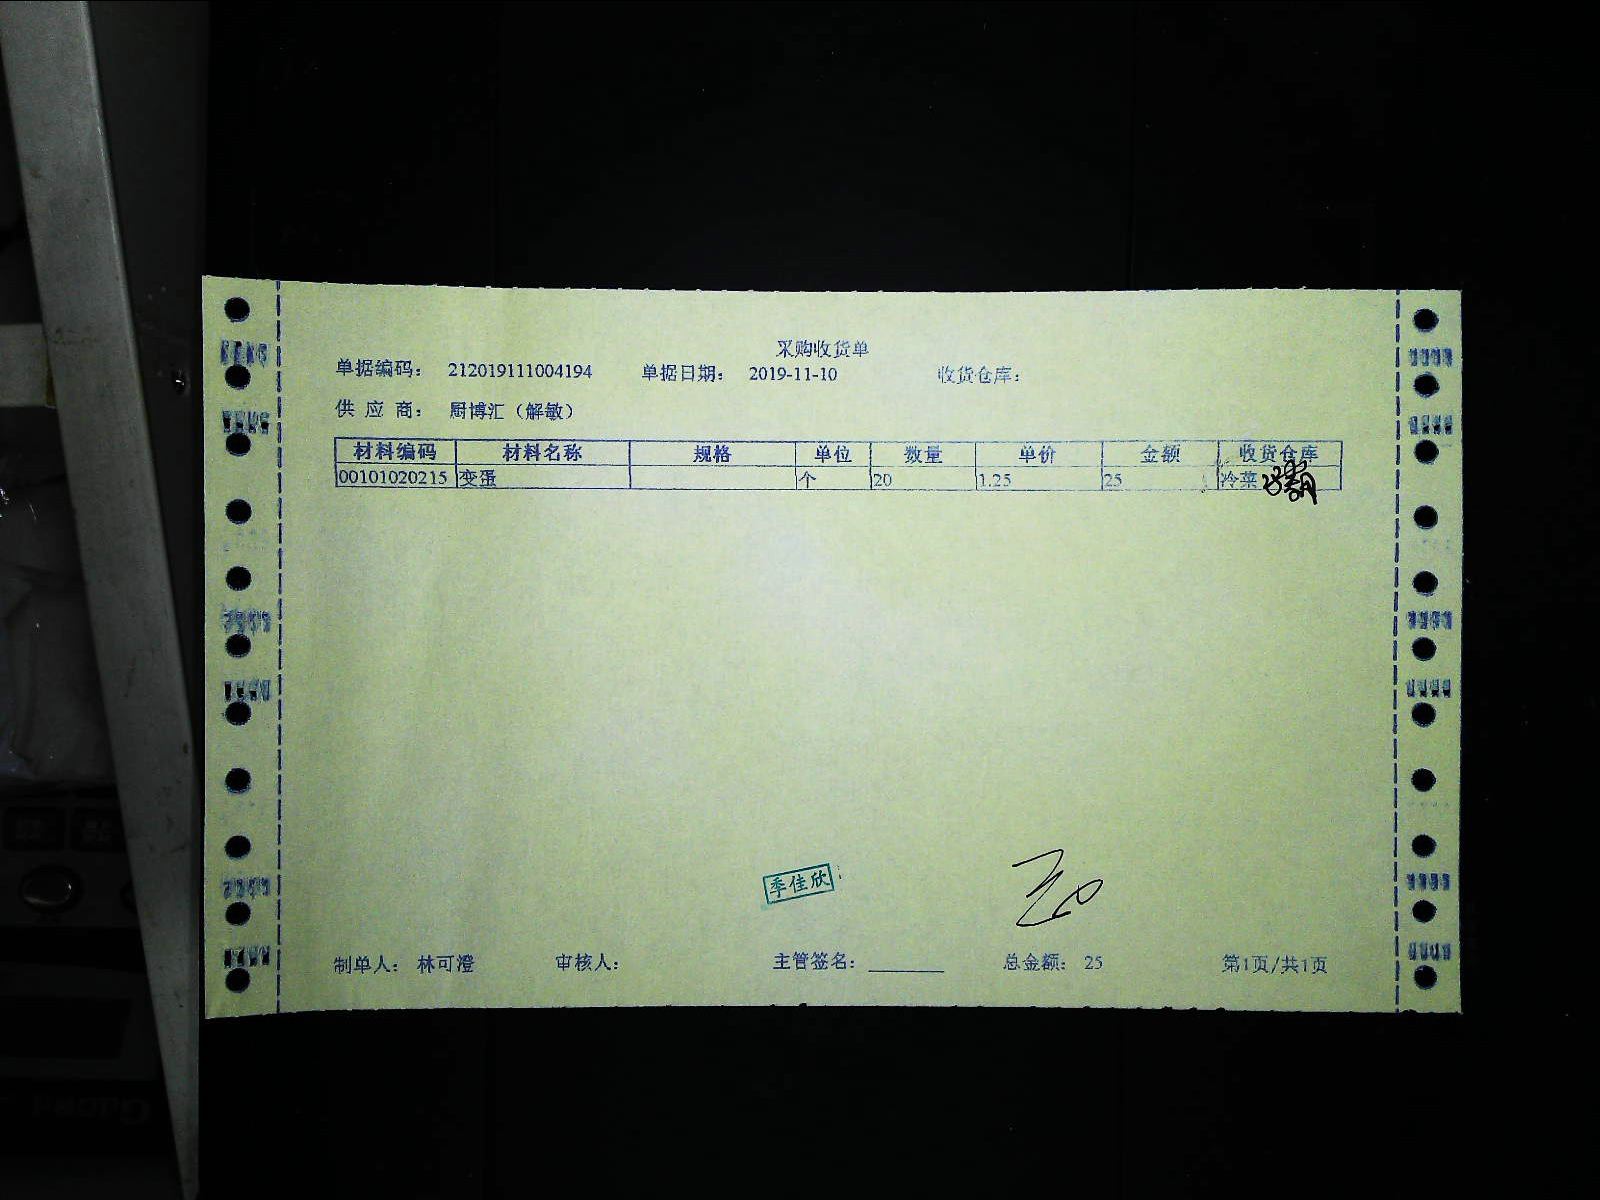 采购收货单
单据编码： 212019111004194 单据日期： 2019-11-10 收货仓库：
供 应 商： 厨博汇（解敏）
材料编码 材料名称 规格 单位 数量 单价 金额 收货仓库
00101020215 变蛋 个 20 1.25 25 冷菜
季佳欣
制单人： 林可澄 审核人： 主管签名：________ 总金额： 25 第1页/共1页